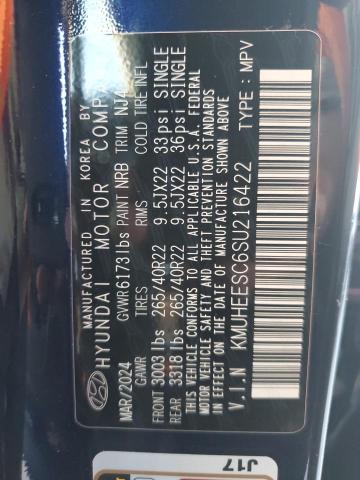 MANUFACTURED IN KOREA BY
HYUNDAI MOTOR COMPA
MAR/2024 GVWR 6173 lbs PAINT NRB TRIM NJ4
GAWR TIRES RIMS COLD TIRE INFL
FRONT 3003 lbs 265/40R22 9.5JX22 33psi SINGLE
REAR 3318 lbs 265/40R22 9.5JX22 36psi SINGLE
VEHICLE CONFORMS TO ALL APPLICABLE U.S.A. FEDERAL
MOTOR VEHICLE SAFETY AND THEFT PREVENTION STANDARDS
IN EFFECT ON THE DATE OF MANUFACTURE SHOWN ABOVE
V.I.N KMUHEESC6SU216422 TYPE: MPV
J17